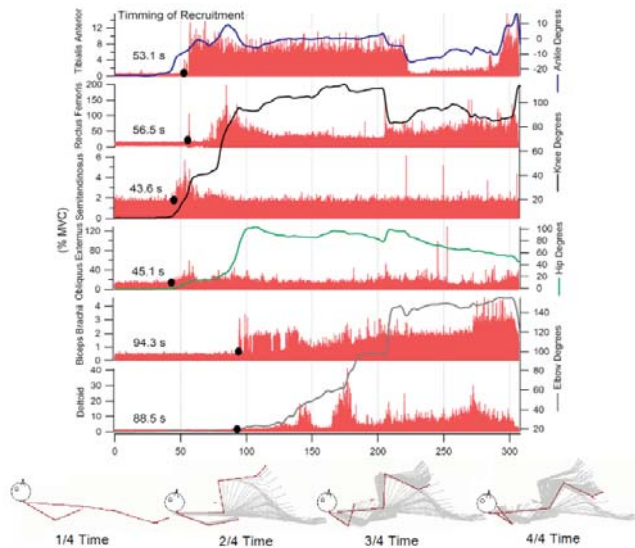 Timming of Recruitment
Tibialis Anterior
12
8
4
0
53.1 s
10
0
-10
-20
Ankle Degress
Rectus Femoris
200
150
100
50
0
56.5 s
100
80
60
40
20
Knee Degrees
Semitendinosus
6
4
2
0
43.6 s
(% MVC)
Obliquus Externus
120
80
40
0
45.1 s
100
80
60
40
20
0
Hip Degrees
Biceps Brachii
4
3
2
1
0
94.3 s
140
120
100
80
60
40
20
Elbow Degrees
Deltoid
40
30
20
10
0
88.5 s
0 50 100 150 200 250 300
1/4 Time 2/4 Time 3/4 Time 4/4 Time